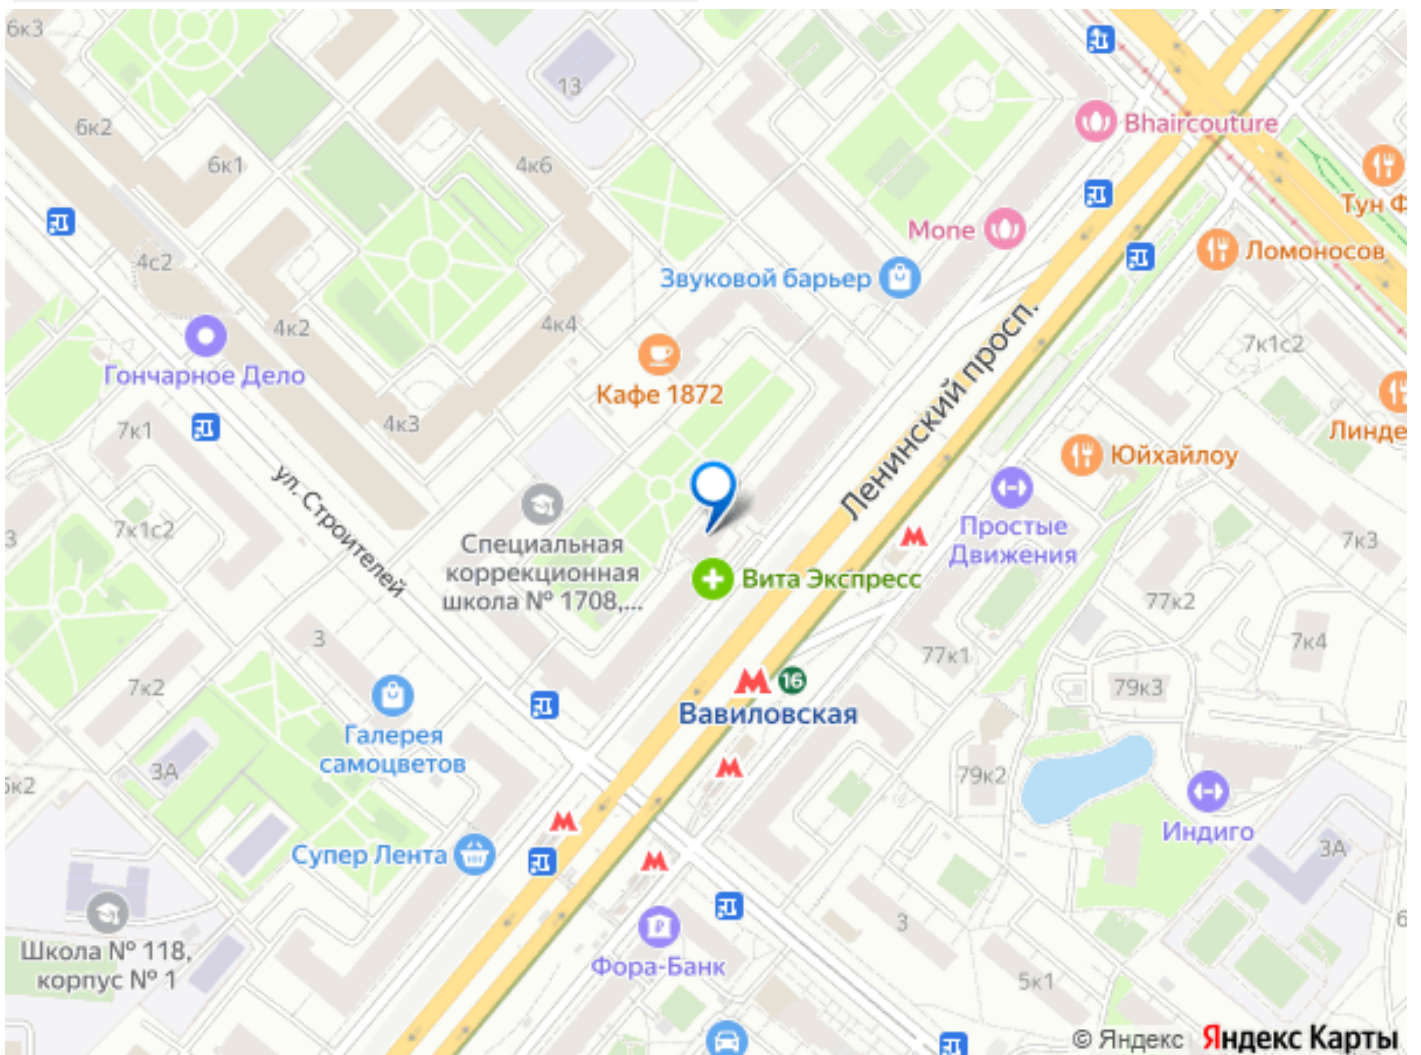 6к3
13
6к2
6к1
4к6
Bhaircouture
Тун Ф
Mone
Ломоносов
4с2
Звуковой барьер
4к2
4к4
Ленинский просп.
7к1с2
Гончарное Дело
Кафе 1872
7к1
4к3
Линде
Юйхайлоу
ул. Строителей
7к1с2
3
Специальная
коррекционная
школа № 1708,...
Простые
Движения
7к3
Вита Экспресс
77к2
3
77к1
7к4
7к2
79к3
16
Вавиловская
Галерея
самоцветов
3А
79к2
6к2
Индиго
Супер Лента
3А
Школа № 118,
корпус № 1
3
6
Фора-Банк
5к1
© Яндекс Яндекс Карты